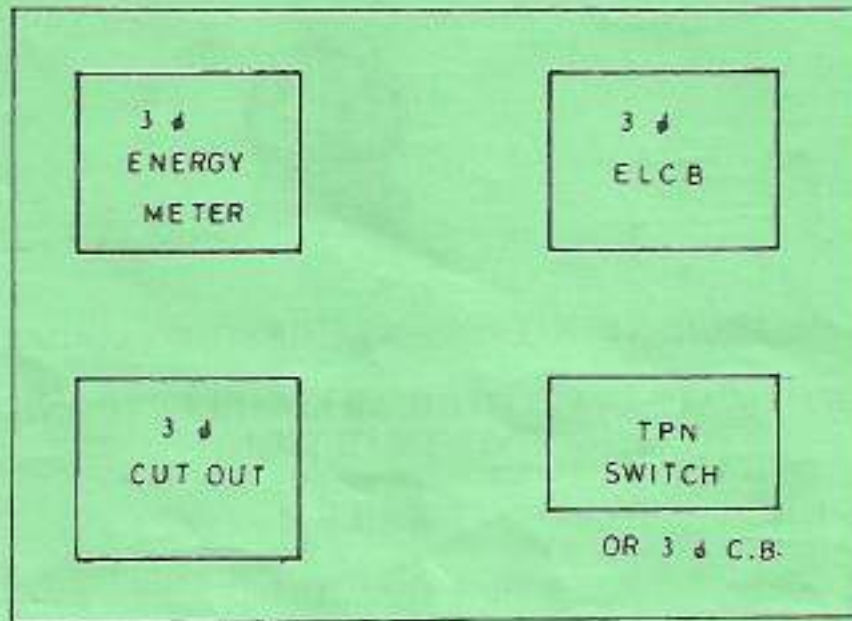 3 φ
ENERGY
METER
3 φ
ELCB
3 φ
CUT OUT
TPN
SWITCH
OR 3 φ C.B.